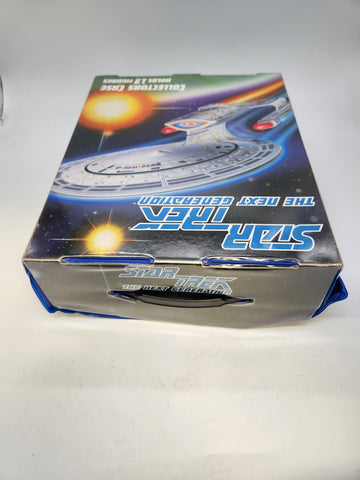 COLLECTORS CASE
HOLDS 12 FIGURES
STAR
TREK
THE NEXT
GENERATION
STAR TREK
THE NEXT GENERATION